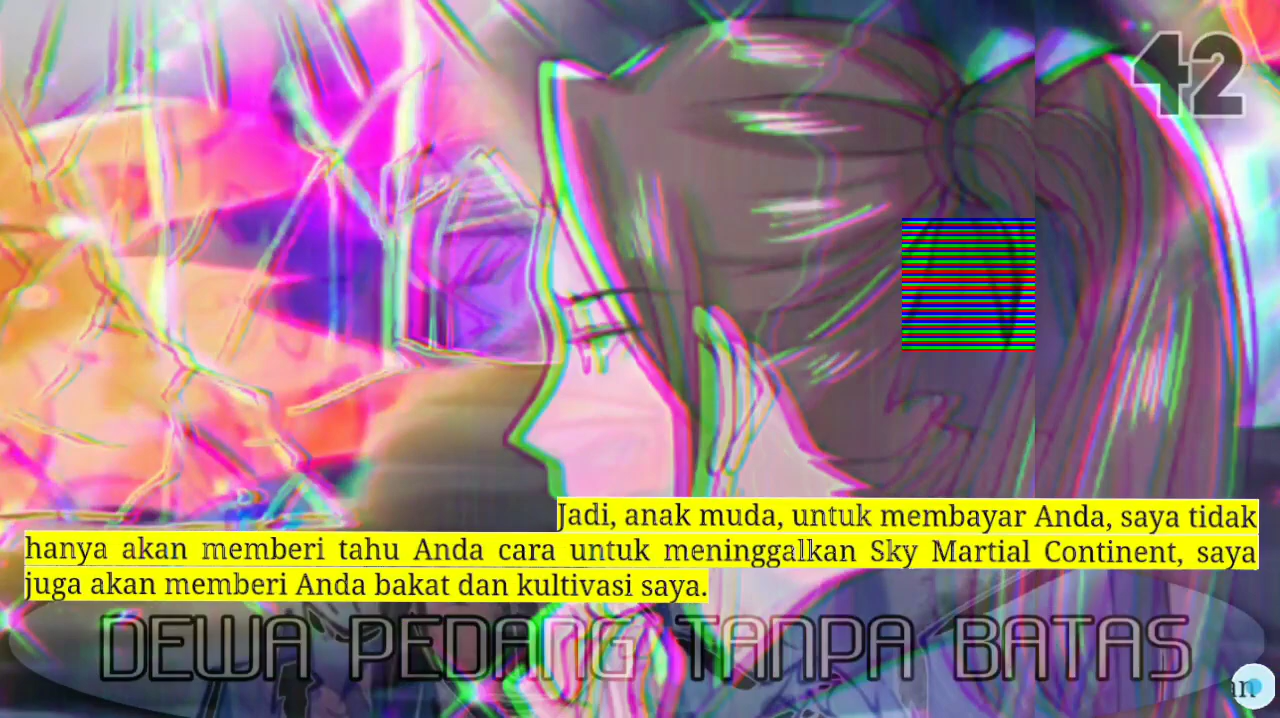 42
Jadi, anak muda, untuk membayar Anda, saya tidak
hanya akan memberi tahu Anda cara untuk meninggalkan Sky Martial Continent, saya
juga akan memberi Anda bakat dan kultivasi saya.
DEWA PEDANG TANPA BATAS